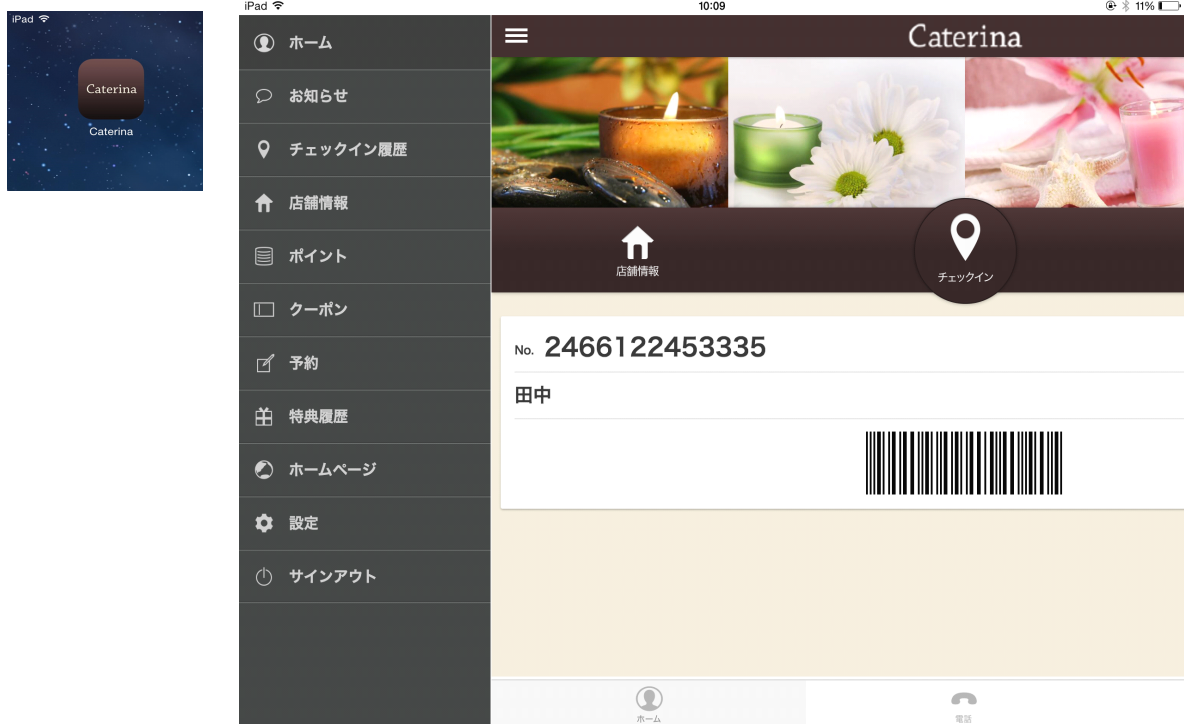 iPad
Caterina
Caterina
iPad 10:09 11%
ホーム
お知らせ
チェックイン履歴
店舗情報
ポイント
クーポン
予約
特典履歴
ホームページ
設定
サインアウト
Caterina
店舗情報
チェックイン
No. 2466122453335
田中
ホーム
電話